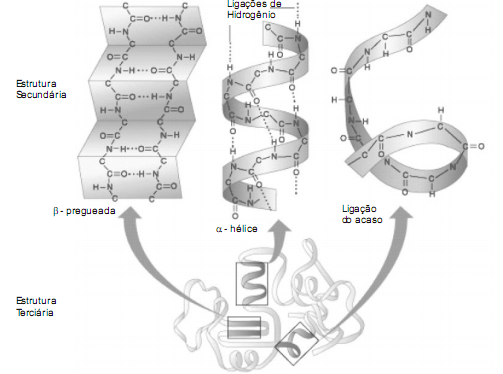 Ligações de
Hidrogênio
Estrutura
Secundária
β - pregueada
α - hélice
Ligação
do acaso
Estrutura
Terciária